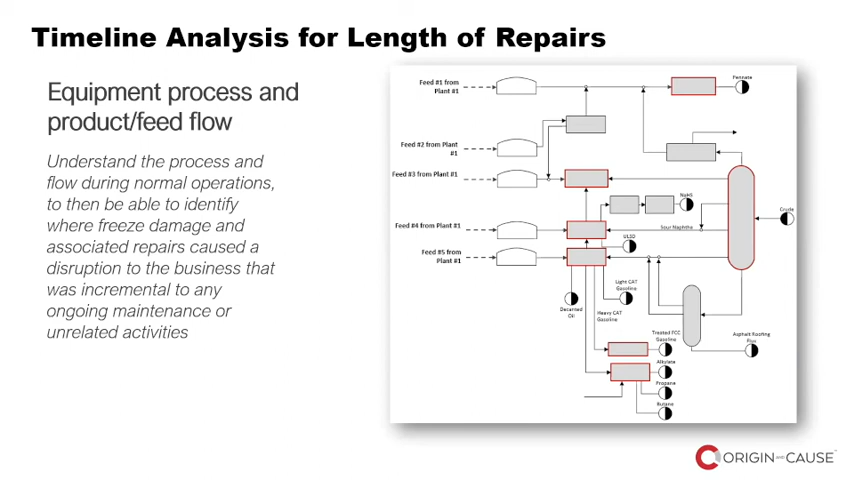 Timeline Analysis for Length of Repairs
Equipment process and
product/feed flow
Understand the process and
flow during normal operations,
to then be able to identify
where freeze damage and
associated repairs caused a
disruption to the business that
was incremental to any
ongoing maintenance or
unrelated activities
Feed #1 from
Plant #1
Pennate
Feed #2 from Plant
#1
Feed #3 from Plant #1
NaHS
Crude
Feed #4 from Plant #1
Sour Naphtha
ULSD
Feed #5 from
Plant #1
Light CAT
Gasoline
Decanted
Oil
Heavy CAT
Gasoline
Treated FCC
Gasoline
Asphalt Roofing
Flux
Alkylate
Propane
Butane
ORIGIN AND CAUSE